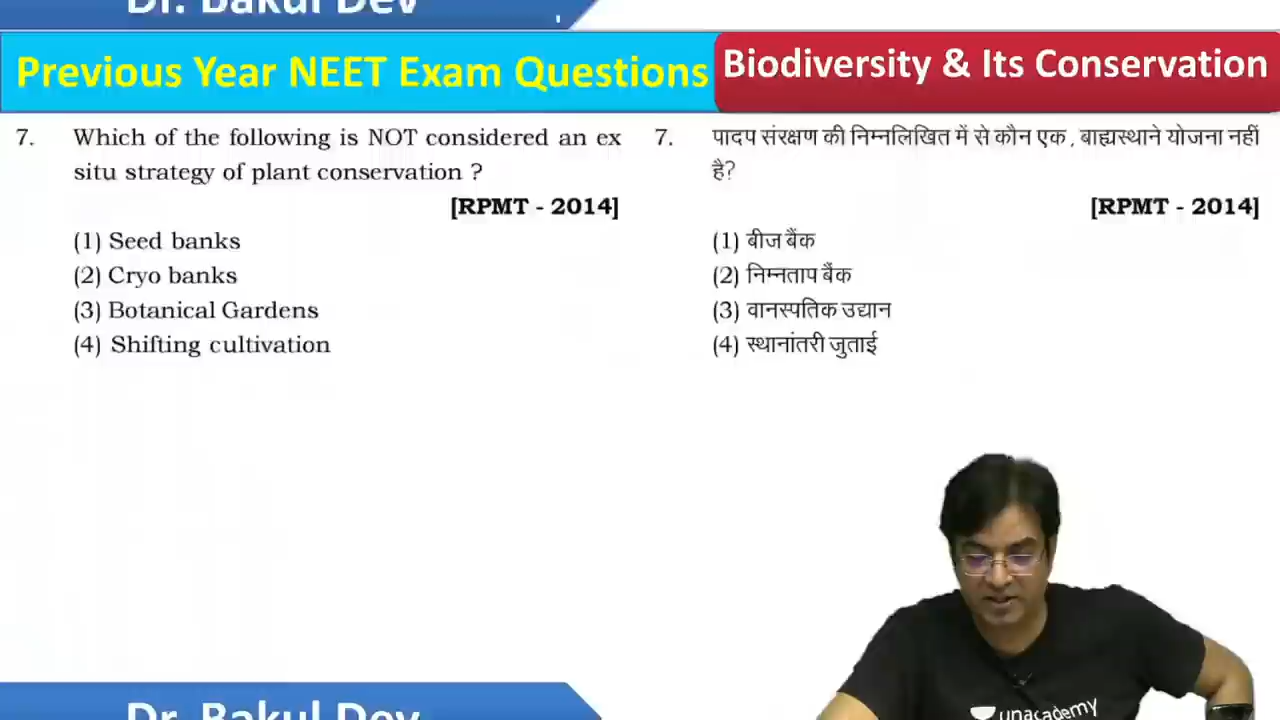 Dr. Bakul Dev
Previous Year NEET Exam Questions
Biodiversity & Its Conservation
7. Which of the following is NOT considered an ex
situ strategy of plant conservation ?
[RPMT - 2014]
(1) Seed banks
(2) Cryo banks
(3) Botanical Gardens
(4) Shifting cultivation
7. पादप संरक्षण की निम्नलिखित में से कौन एक, बाह्यस्थाने योजना नहीं
है?
[RPMT - 2014]
(1) बीज बैंक
(2) निम्नताप बैंक
(3) वानस्पतिक उद्यान
(4) स्थानांतरी जुताई
unacademy
Dr. Bakul Dev